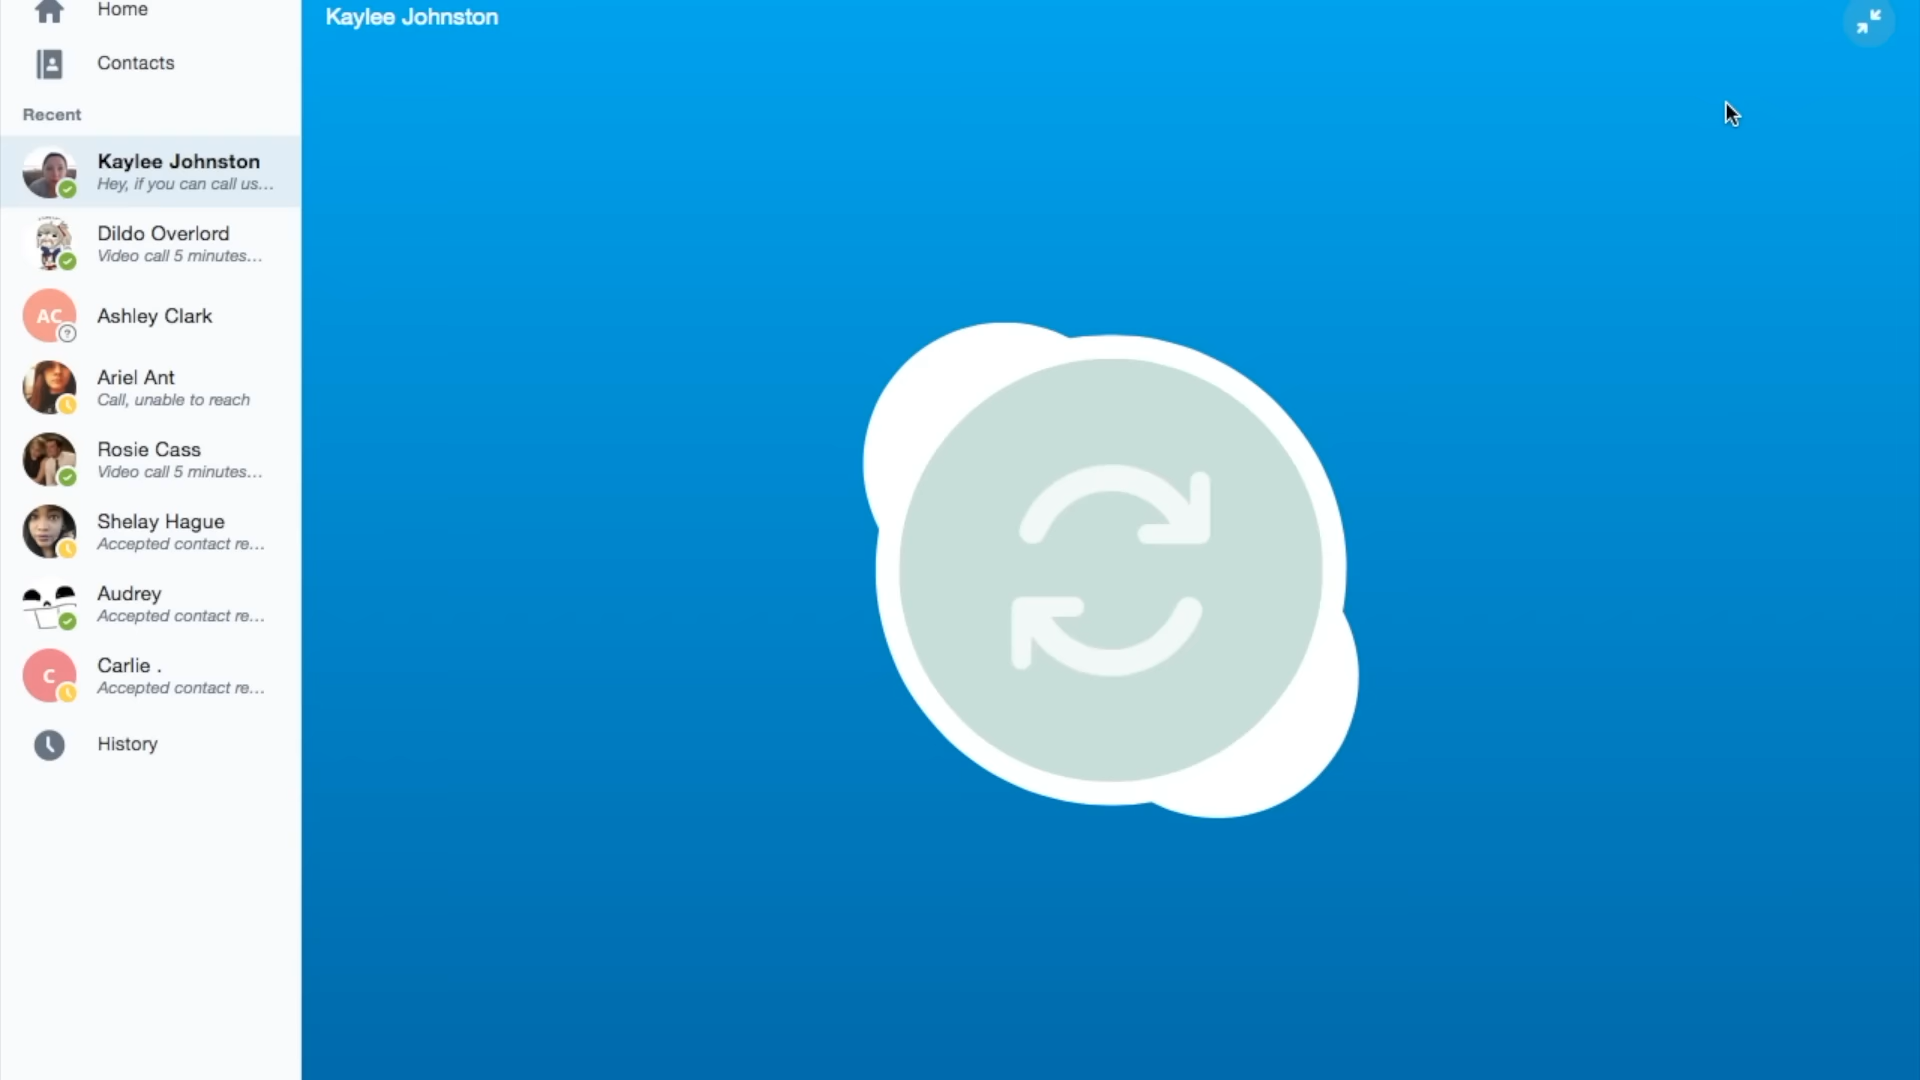 Home
Kaylee Johnston
Contacts
Recent
Kaylee Johnston
Hey, if you can call us...
Dildo Overlord
Video call 5 minutes...
AC
Ashley Clark
Ariel Ant
Call, unable to reach
Rosie Cass
Video call 5 minutes...
Shelay Hague
Accepted contact re...
Audrey
Accepted contact re...
C
Carlie .
Accepted contact re...
History